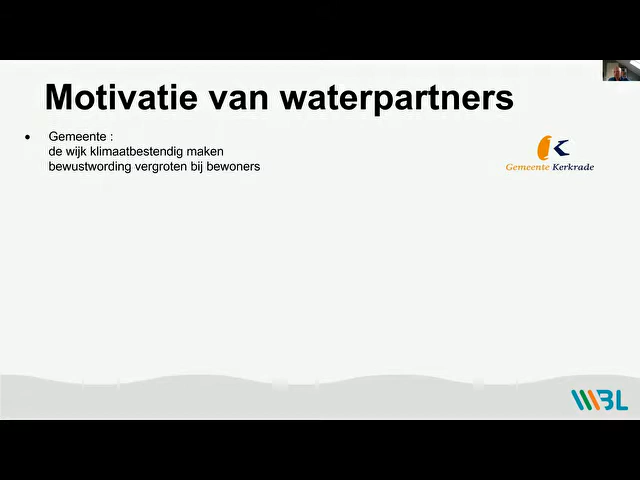 Motivatie van waterpartners
• Gemeente :
de wijk klimaatbestendig maken
bewustwording vergroten bij bewoners
Gemeente Kerkrade
WBL